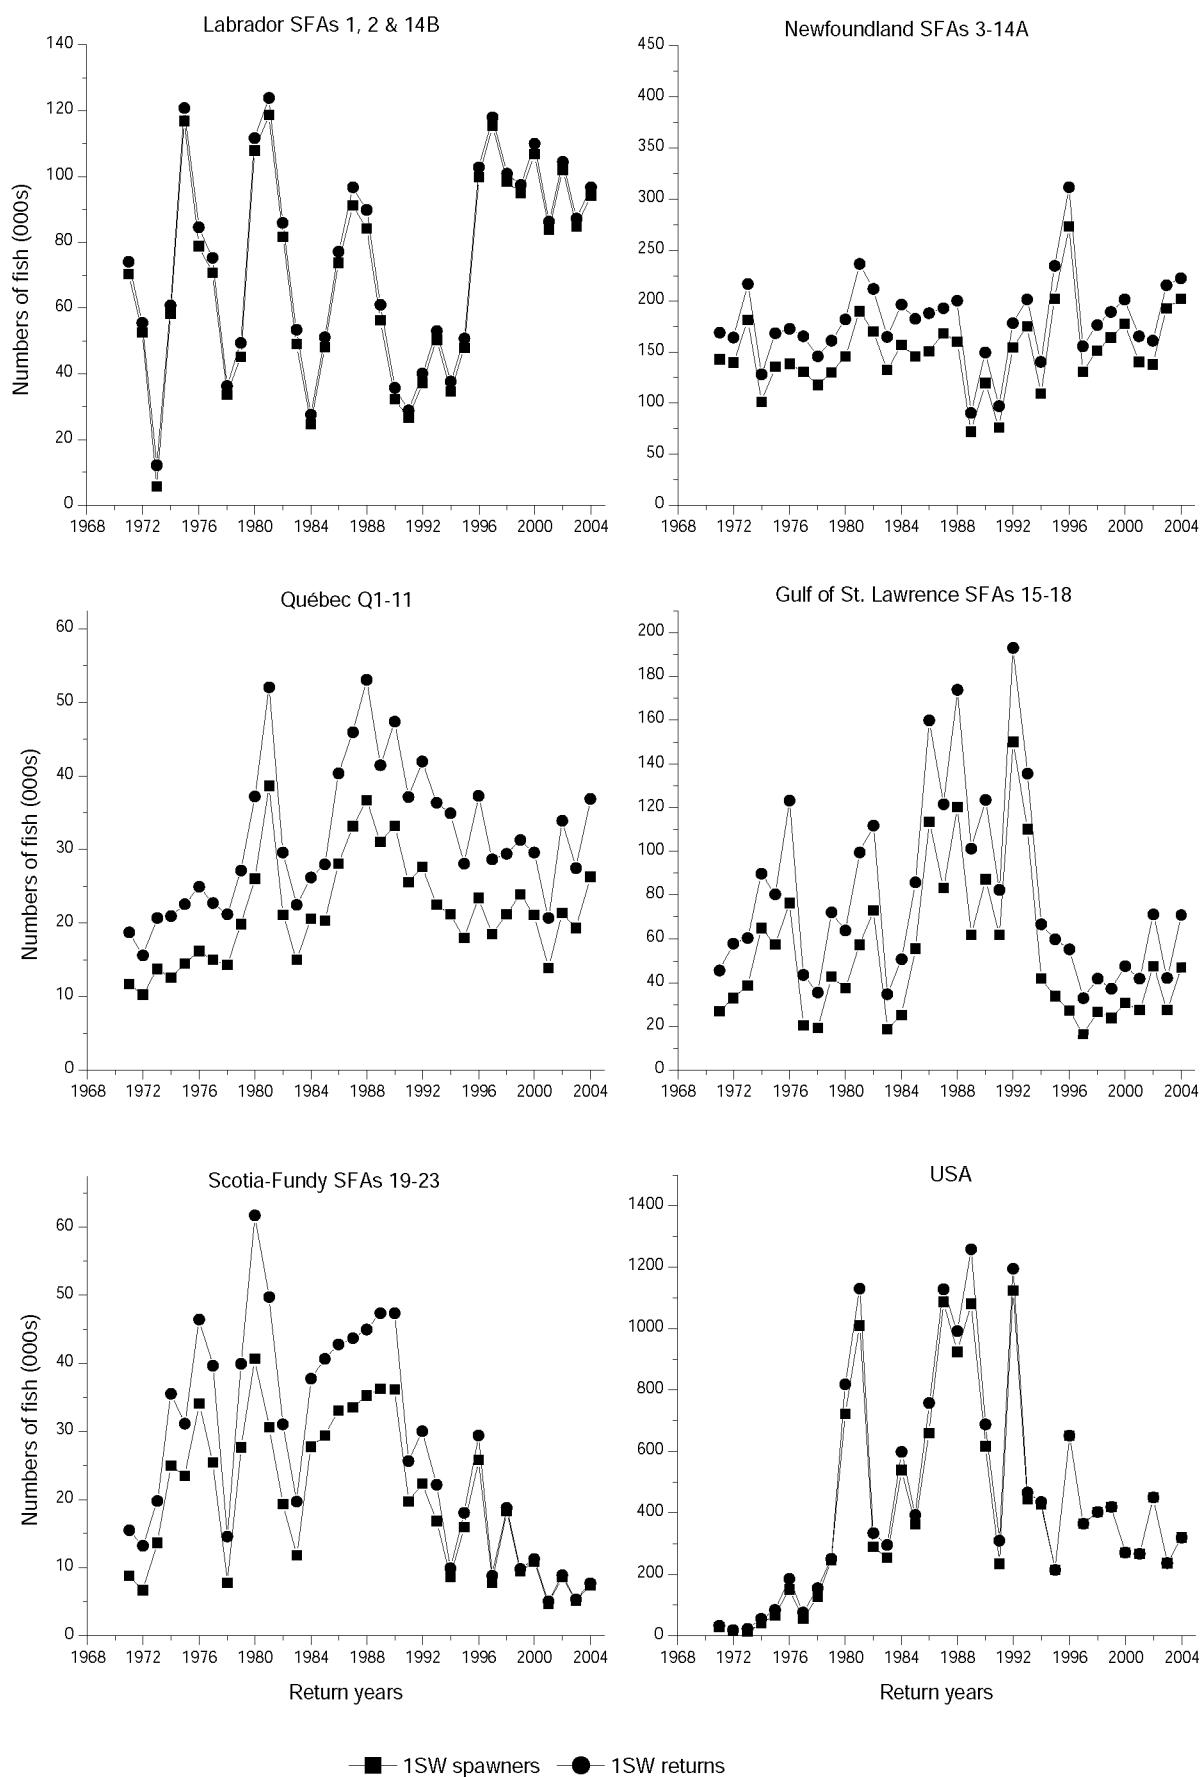 Labrador SFAs 1, 2 & 14B
140
120
100
80
60
40
20
0
1968 1972 1976 1980 1984 1988 1992 1996 2000 2004
Numbers of fish (000s)
Newfoundland SFAs 3-14A
450
400
350
300
250
200
150
100
50
0
1968 1972 1976 1980 1984 1988 1992 1996 2000 2004
Québec Q1-11
60
50
40
30
20
10
0
1968 1972 1976 1980 1984 1988 1992 1996 2000 2004
Numbers of fish (000s)
Gulf of St. Lawrence SFAs 15-18
200
180
160
140
120
100
80
60
40
20
0
1968 1972 1976 1980 1984 1988 1992 1996 2000 2004
Scotia-Fundy SFAs 19-23
60
50
40
30
20
10
0
1968 1972 1976 1980 1984 1988 1992 1996 2000 2004
Numbers of fish (000s)
Return years
USA
1400
1200
1000
800
600
400
200
0
1968 1972 1976 1980 1984 1988 1992 1996 2000 2004
Return years
1SW spawners 1SW returns